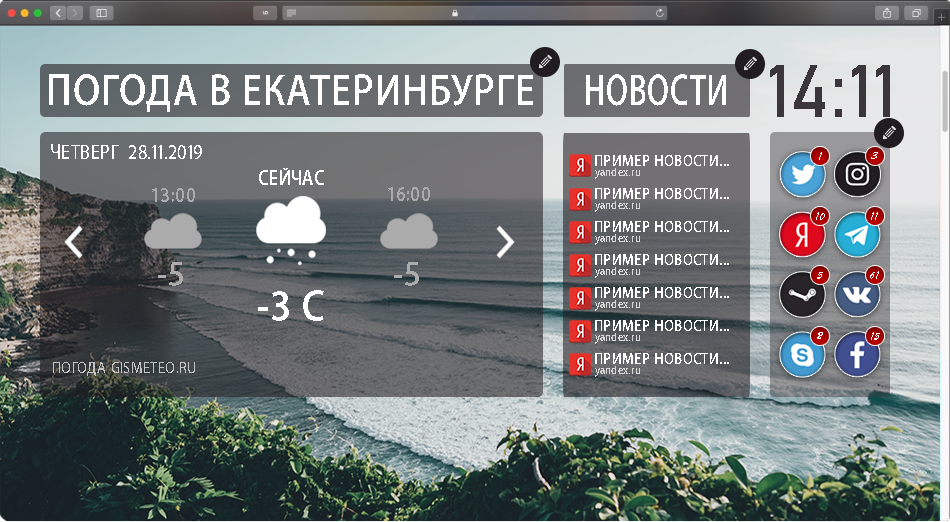 ПОГОДА В ЕКАТЕРИНБУРГЕ
НОВОСТИ
14:11
ЧЕТВЕРГ 28.11.2019
13:00
-5
СЕЙЧАС
-3 С
16:00
-5
ПОГОДА GISMETEO.RU
Я ПРИМЕР НОВОСТИ...
yandex.ru
Я ПРИМЕР НОВОСТИ...
yandex.ru
Я ПРИМЕР НОВОСТИ...
yandex.ru
Я ПРИМЕР НОВОСТИ...
yandex.ru
Я ПРИМЕР НОВОСТИ...
yandex.ru
Я ПРИМЕР НОВОСТИ...
yandex.ru
Я ПРИМЕР НОВОСТИ...
yandex.ru
1 3
Я 10 11
5 61
2 15